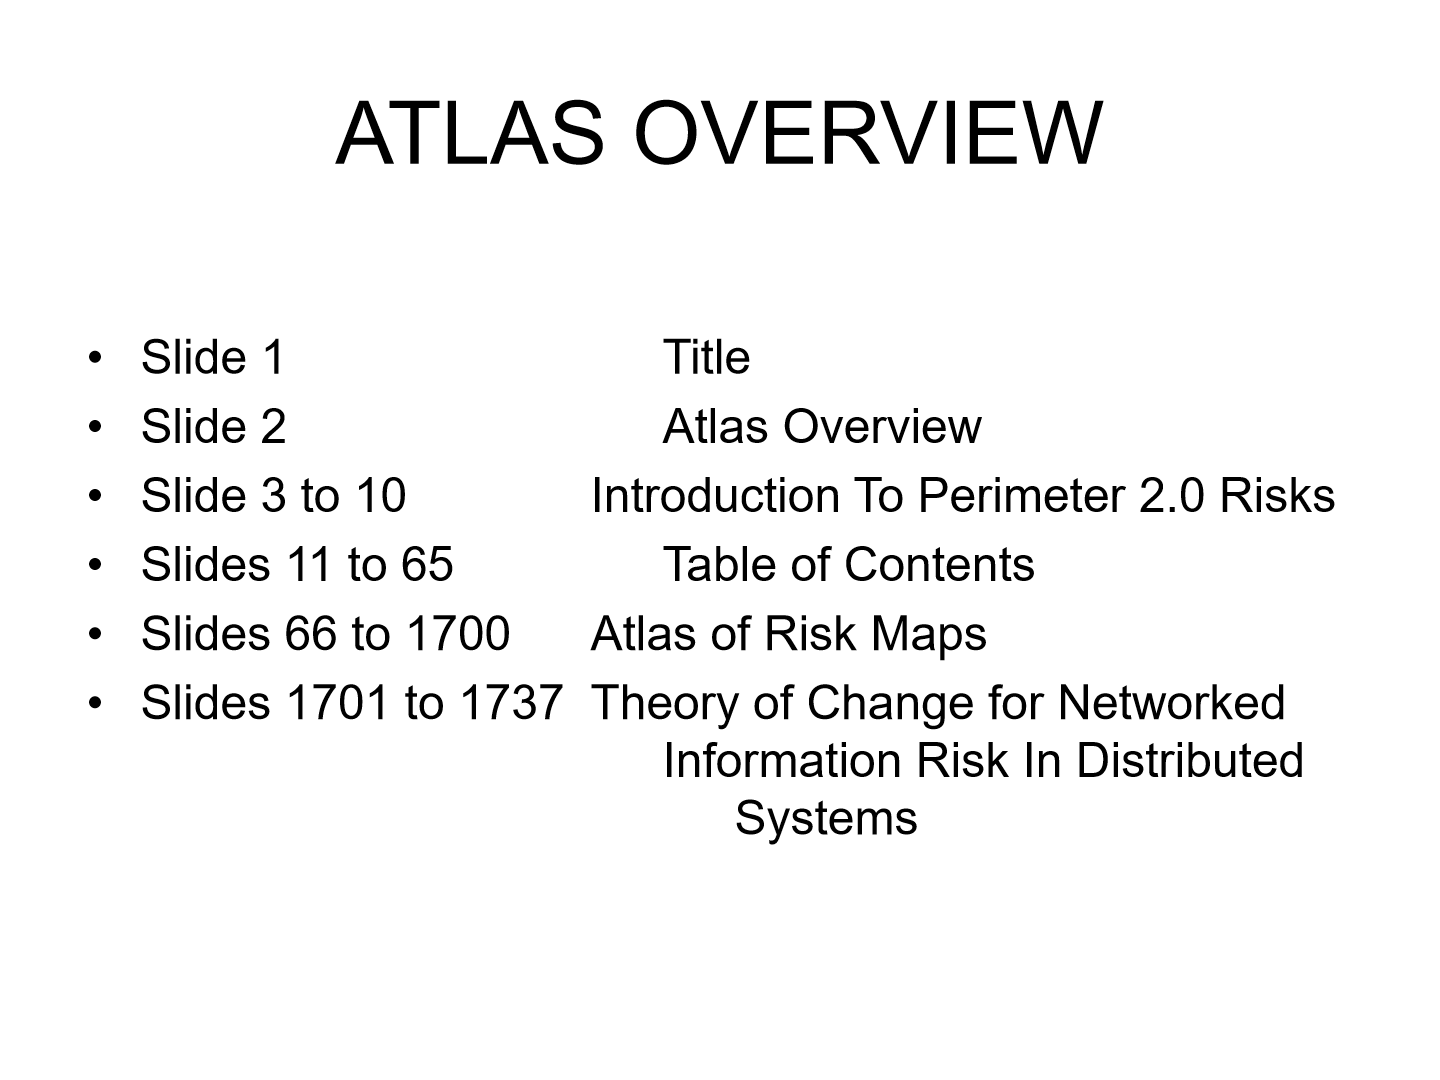 ATLAS OVERVIEW
• Slide 1 Title
• Slide 2 Atlas Overview
• Slide 3 to 10 Introduction To Perimeter 2.0 Risks
• Slides 11 to 65 Table of Contents
• Slides 66 to 1700 Atlas of Risk Maps
• Slides 1701 to 1737 Theory of Change for Networked
Information Risk In Distributed
Systems